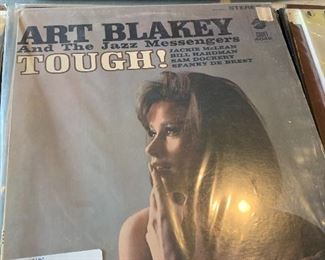 STEREO
ART BLAKEY
And The Jazz Messengers
TOUGH!
JACKIE McLEAN
BILL HARDMAN
SAM DOCKERY
SPANKY DE BREST